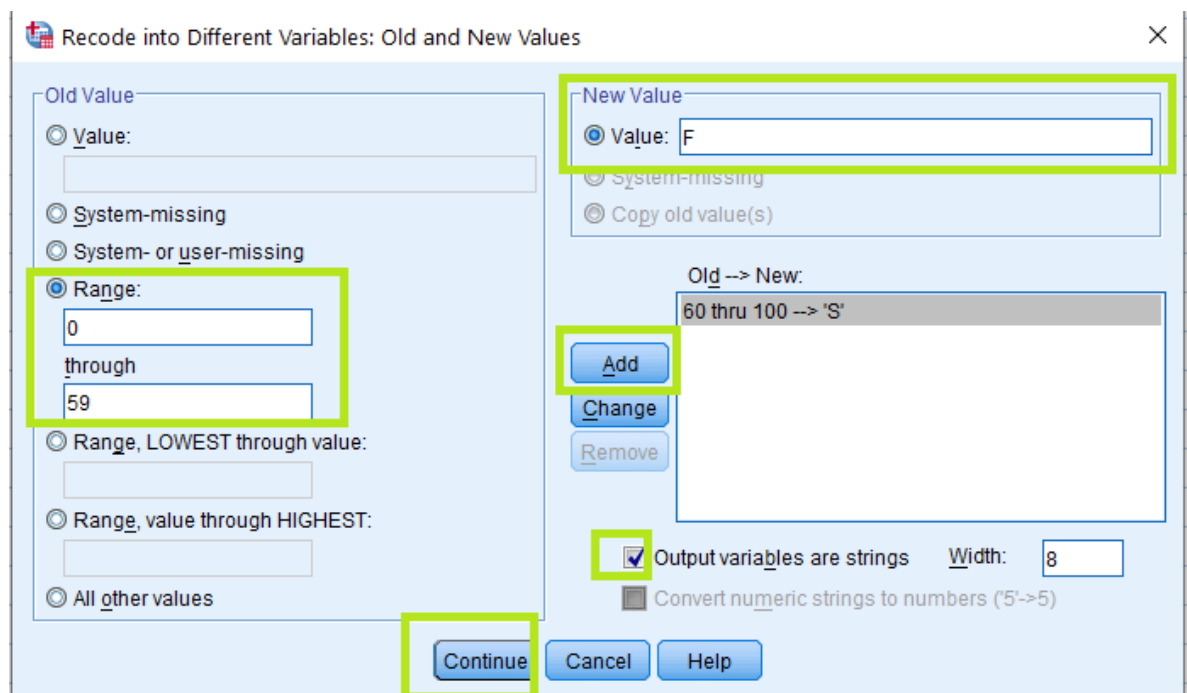 Recode into Different Variables: Old and New Values
Old Value
Value:
System-missing
System- or user-missing
Range:
0
through
59
Range, LOWEST through value:
Range, value through HIGHEST:
All other values
New Value
Value: F
System-missing
Copy old value(s)
Old --> New:
60 thru 100 --> 'S'
Add
Change
Remove
Output variables are strings Width: 8
Convert numeric strings to numbers ('5'->5)
Continue Cancel Help